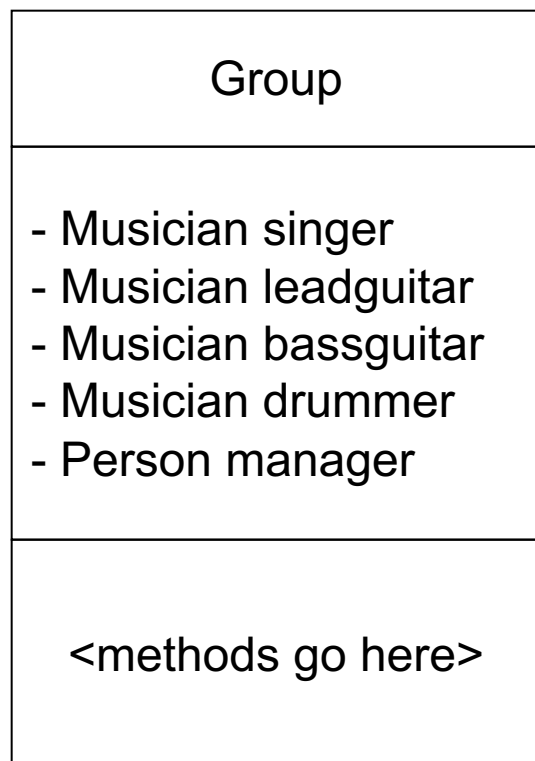 Group
- Musician singer
- Musician leadguitar
- Musician bassguitar
- Musician drummer
- Person manager
<methods go here>